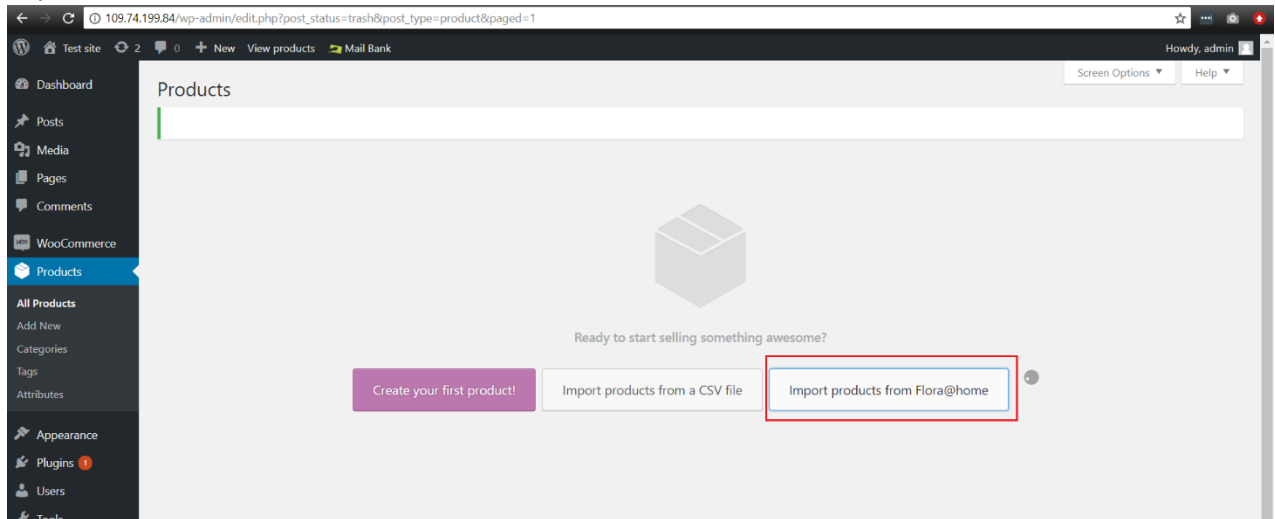 109.74.199.84/wp-admin/edit.php?post_status=trash&post_type=product&paged=1
Test site 2 0 + New View products Mail Bank Howdy, admin
Screen Options ▼ Help ▼
Dashboard
Products
Posts
Media
Pages
Comments
WooCommerce
Products
All Products
Add New
Categories
Tags
Attributes
Appearance
Plugins 1
Users
Tools
Ready to start selling something awesome?
Create your first product! Import products from a CSV file Import products from Flora@home